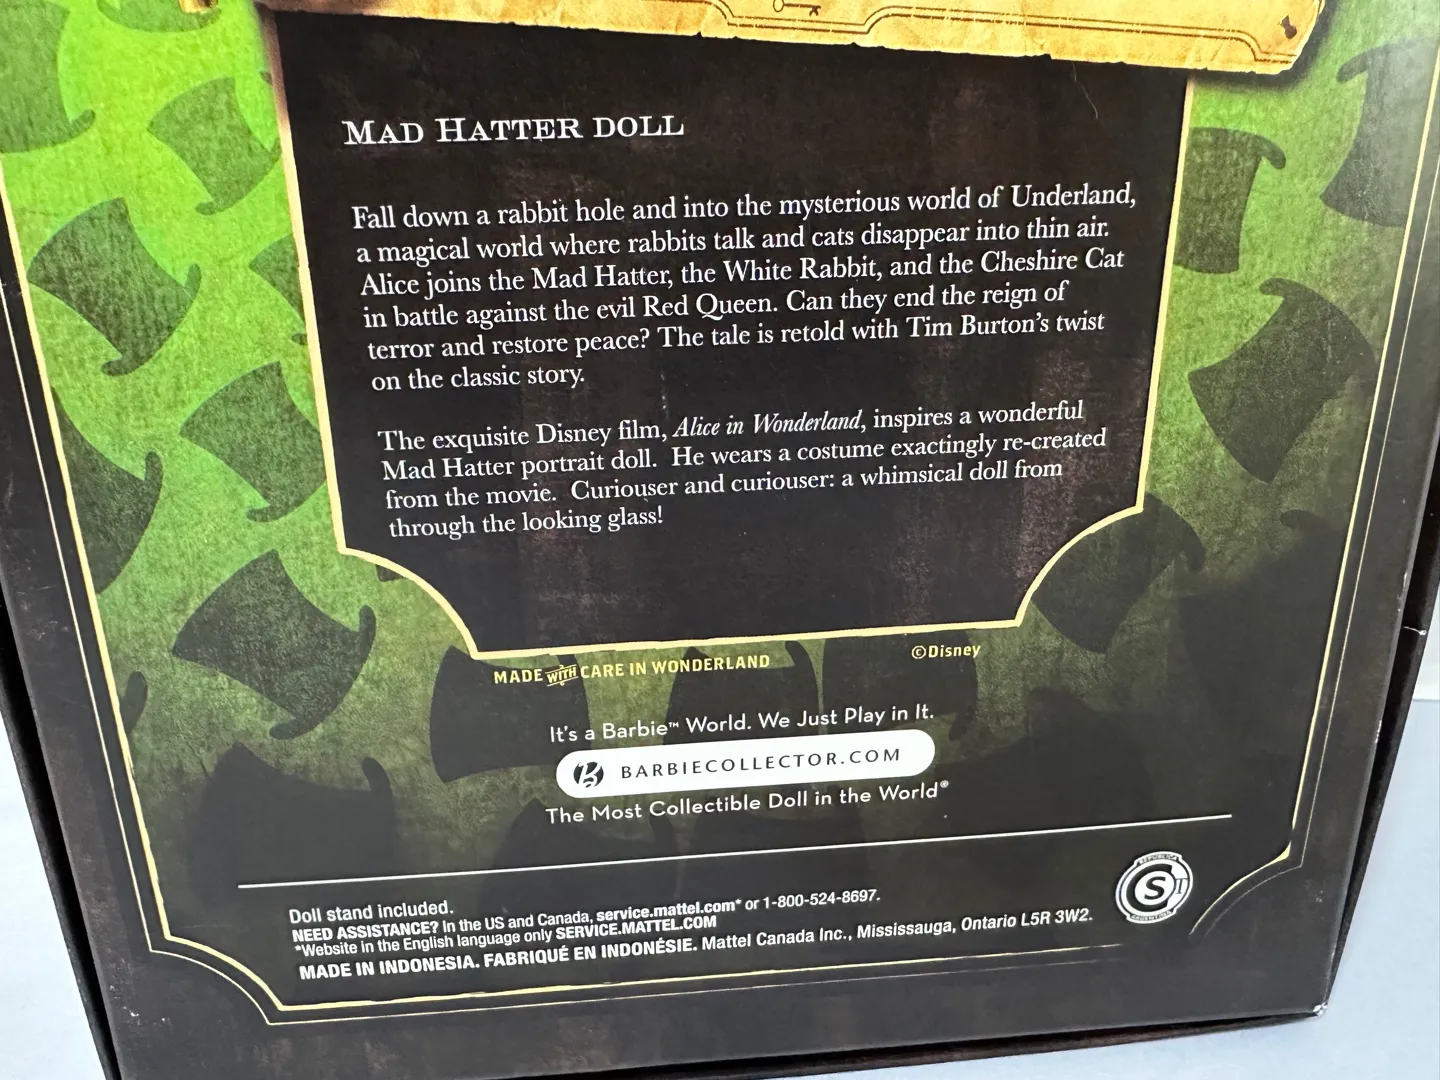 MAD HATTER DOLL
Fall down a rabbit hole and into the mysterious world of Underland,
a magical world where rabbits talk and cats disappear into thin air.
Alice joins the Mad Hatter, the White Rabbit, and the Cheshire Cat
in battle against the evil Red Queen. Can they end the reign of
terror and restore peace? The tale is retold with Tim Burton's twist
on the classic story.
The exquisite Disney film, Alice in Wonderland, inspires a wonderful
Mad Hatter portrait doll. He wears a costume exactingly re-created
from the movie. Curiouser and curiouser: a whimsical doll from
through the looking glass!
MADE WITH CARE IN WONDERLAND
©Disney
It's a Barbie™ World. We Just Play in It.
B BARBIECOLLECTOR.COM
The Most Collectible Doll in the World®
Doll stand included.
NEED ASSISTANCE? In the US and Canada, service.mattel.com* or 1-800-524-8697.
*Website in the English language only SERVICE.MATTEL.COM
MADE IN INDONESIA. FABRIQUÉ EN INDONÉSIE. Mattel Canada Inc., Mississauga, Ontario L5R 3W2.
REPUBLICA
S
ARGENTINA